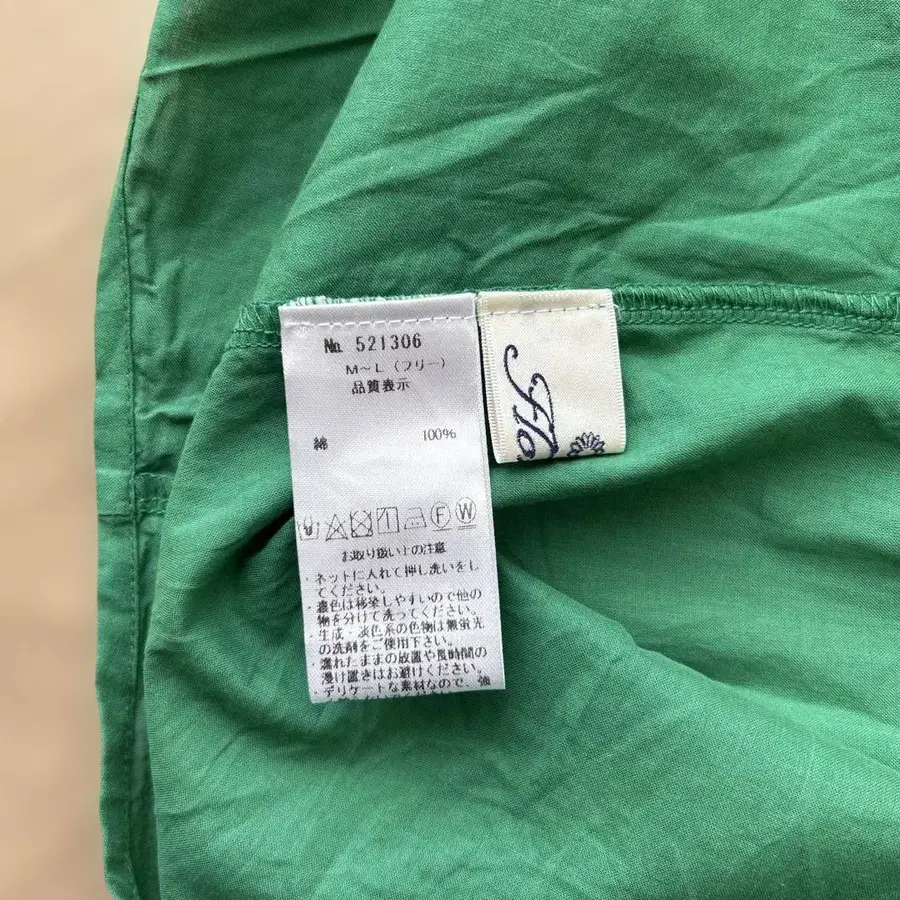 № 521306
M～L（フリー）
品質表示
綿 100%
F W
お取り扱い上の注意
・ネットに入れて押し洗いをし
てください。
・濃色は移染しやすいので他の
物を分けて洗ってください。
・生成・淡色系の色物は無蛍光
の洗剤をご使用下さい。
・濡れたままの放置や長時間の
浸け置きはお避けください。
・デリケートな素材なので、強